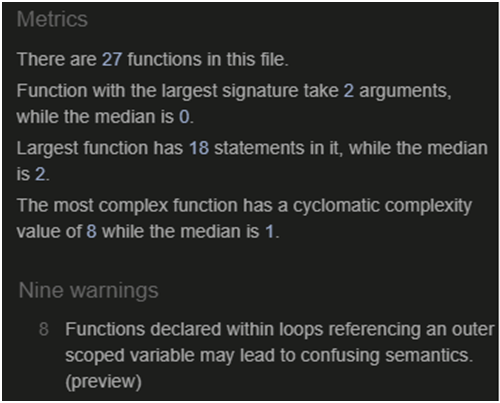 Metrics
There are 27 functions in this file.
Function with the largest signature take 2 arguments,
while the median is 0.
Largest function has 18 statements in it, while the median
is 2.
The most complex function has a cyclomatic complexity
value of 8 while the median is 1.
Nine warnings
8 Functions declared within loops referencing an outer
scoped variable may lead to confusing semantics.
(preview)